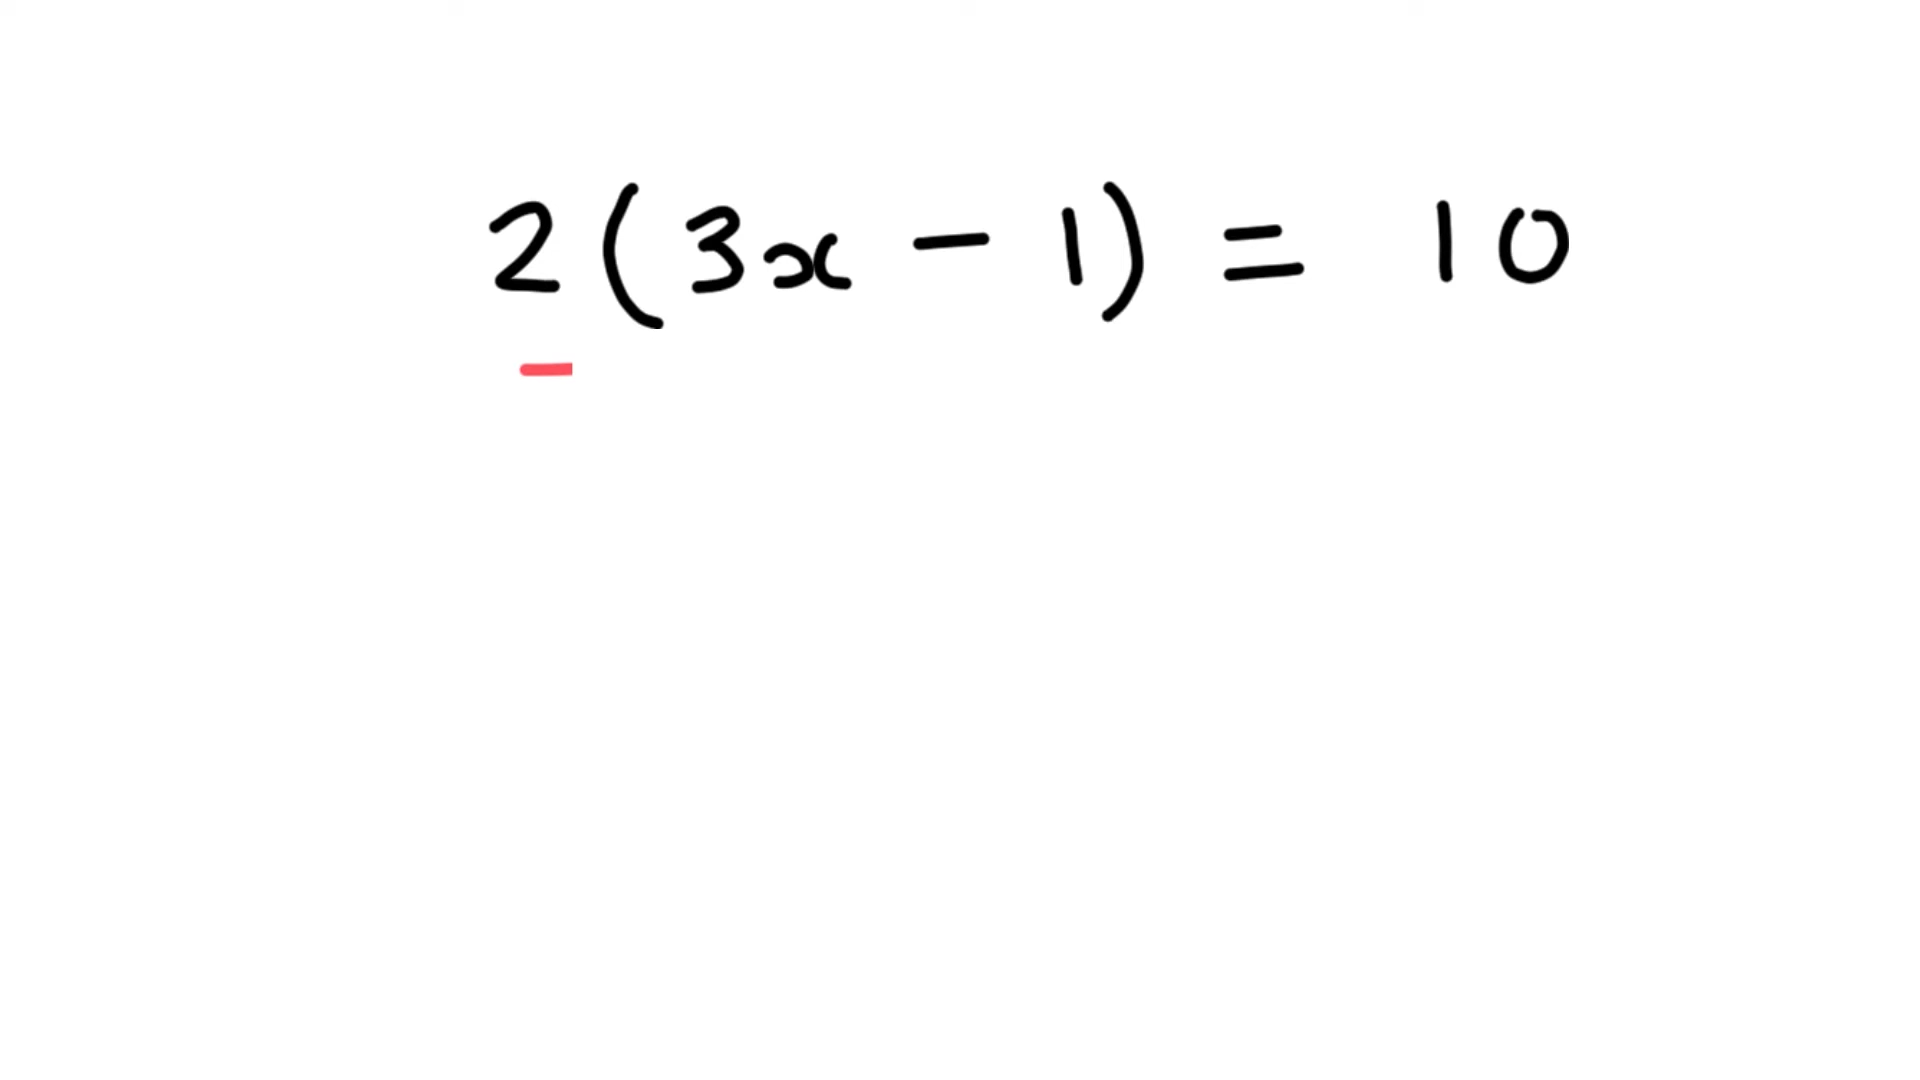 2(3x - 1) = 10